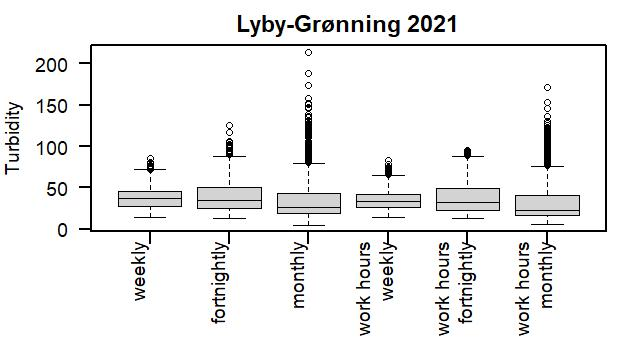 Lyby-Grønning 2021
Turbidity
200
150
100
50
0
weekly
fortnightly
monthly
work hours
weekly
work hours
fortnightly
work hours
monthly